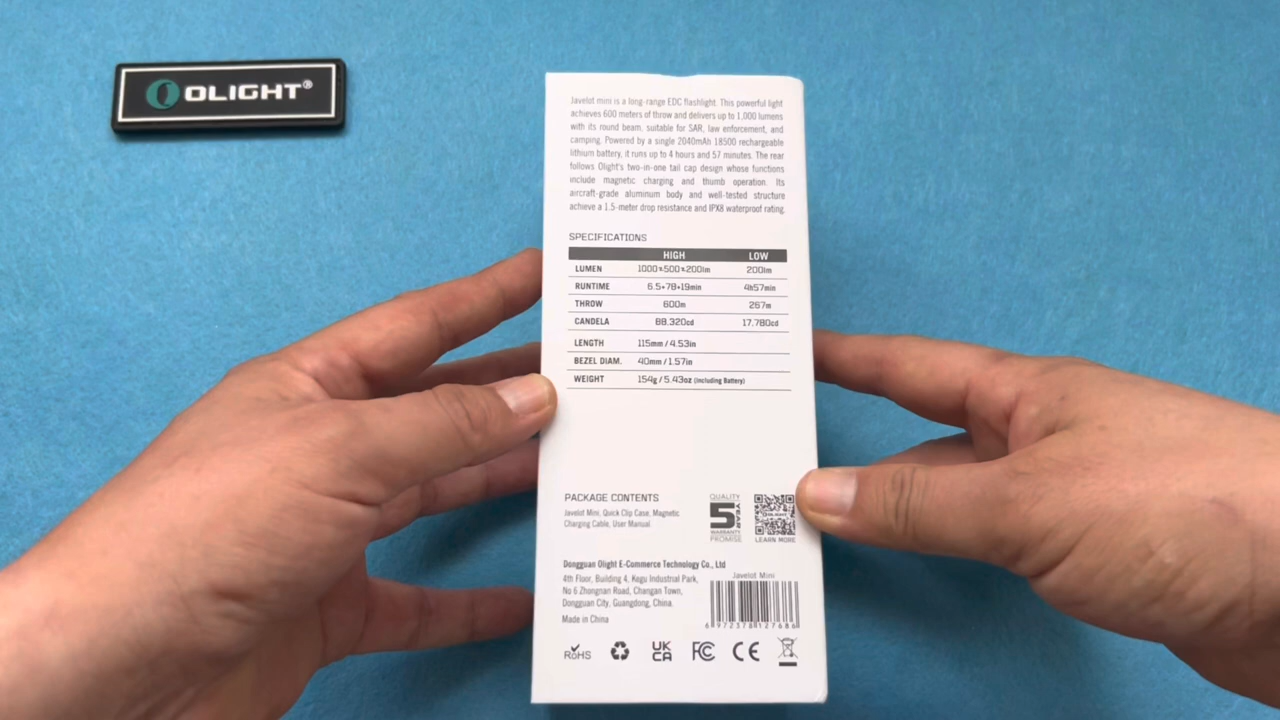 OLIGHT®
Javelot mini is a long-range EDC flashlight. This powerful light
achieves 600 meters of throw and delivers up to 1,000 lumens
with its round beam, suitable for SAR, law enforcement, and
camping. Powered by a single 2040mAh 18500 rechargeable
lithium battery, it runs up to 4 hours and 57 minutes. The rear
follows Olight's two-in-one tail cap design whose functions
include magnetic charging and thumb operation. Its
aircraft-grade aluminum body and well-tested structure
achieve a 1.5-meter drop resistance and IPX8 waterproof rating.
SPECIFICATIONS
HIGH LOW
LUMEN 1000≈500≈200lm 200lm
RUNTIME 6.5+78+19min 4h57min
THROW 600m 267m
CANDELA 88,320cd 17,780cd
LENGTH 115mm / 4.53in
BEZEL DIAM. 40mm / 1.57in
WEIGHT 154g / 5.43oz (including Battery)
PACKAGE CONTENTS
Javelot Mini, Quick Clip Case, Magnetic
Charging Cable, User Manual.
QUALITY
5 YEAR
WARRANTY
PROMISE
OLIGHT
LEARN MORE
Dongguan Olight E-Commerce Technology Co., Ltd
4th Floor, Building 4, Kegu Industrial Park,
No 6 Zhongnan Road, Changan Town,
Dongguan City, Guangdong, China.
Made in China
Javelot Mini
6 972378 127686
RoHS UK CA FC CE